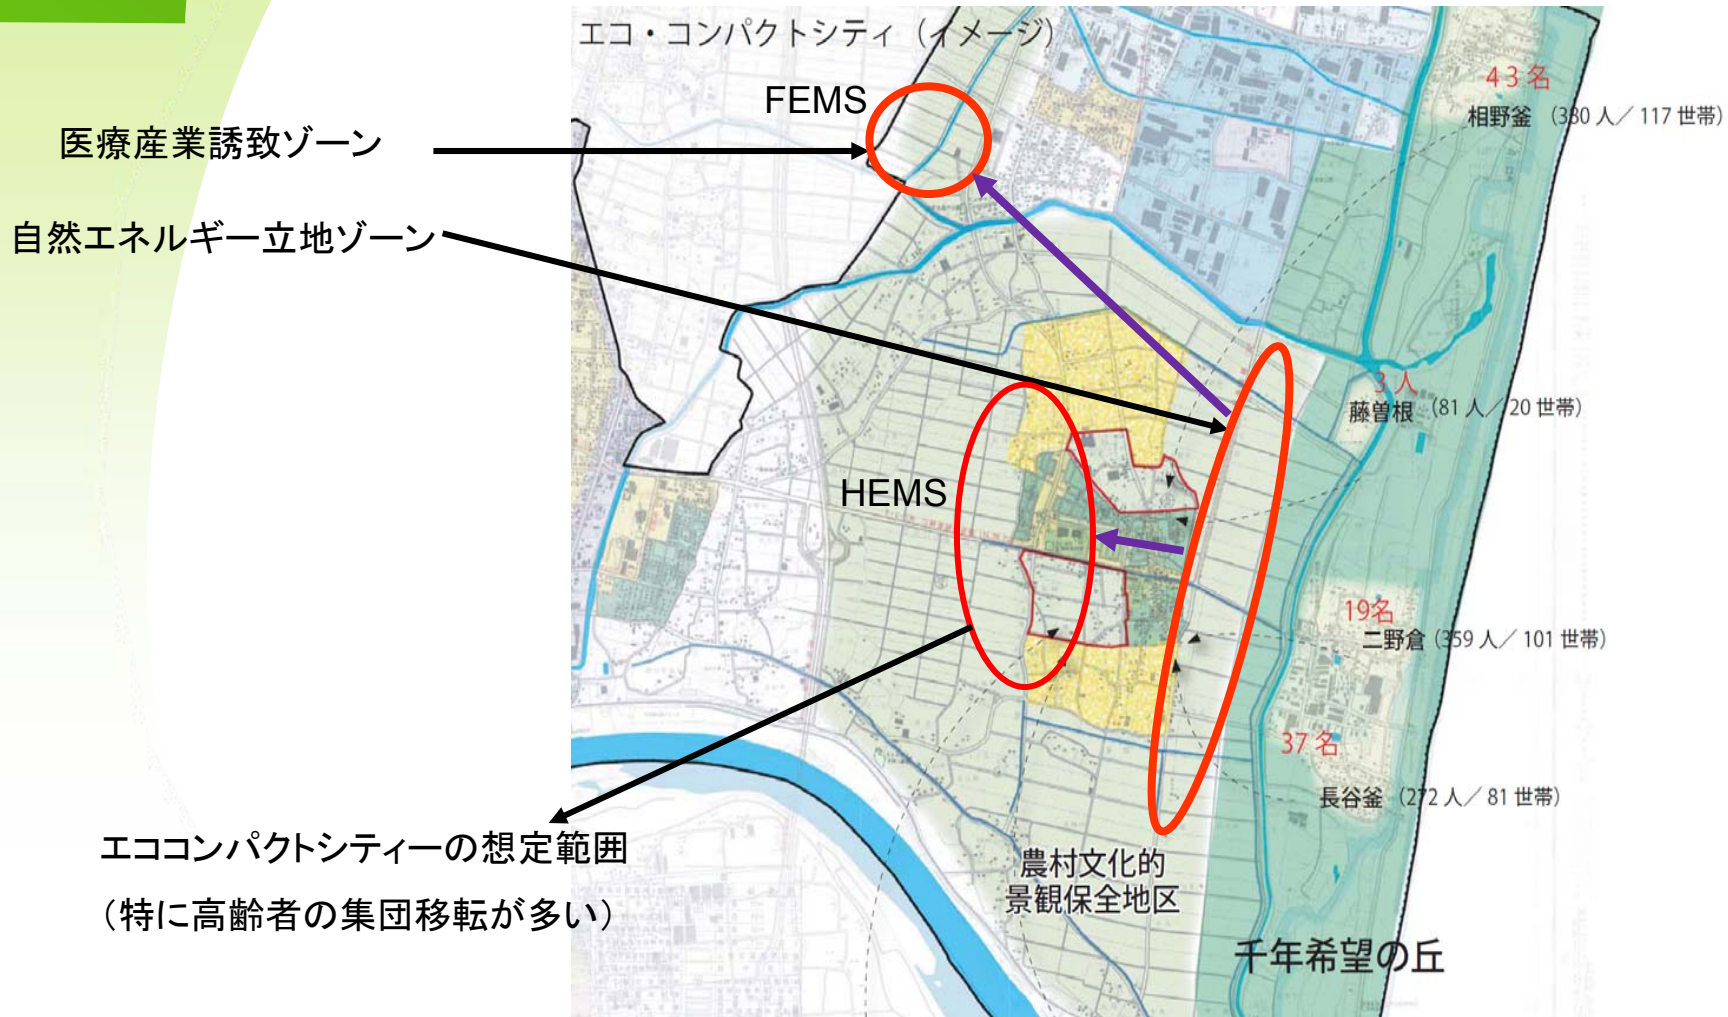 エコ・コンパクトシティ（イメージ）
FEMS
医療産業誘致ゾーン
自然エネルギー立地ゾーン
43名
相野釜 （380人／117世帯）
3人
藤曽根 （81人／20世帯）
HEMS
19名
二野倉（359人／101世帯）
37名
長谷釜 （272人／81世帯）
エココンパクトシティーの想定範囲
（特に高齢者の集団移転が多い）
農村文化的
景観保全地区
千年希望の丘